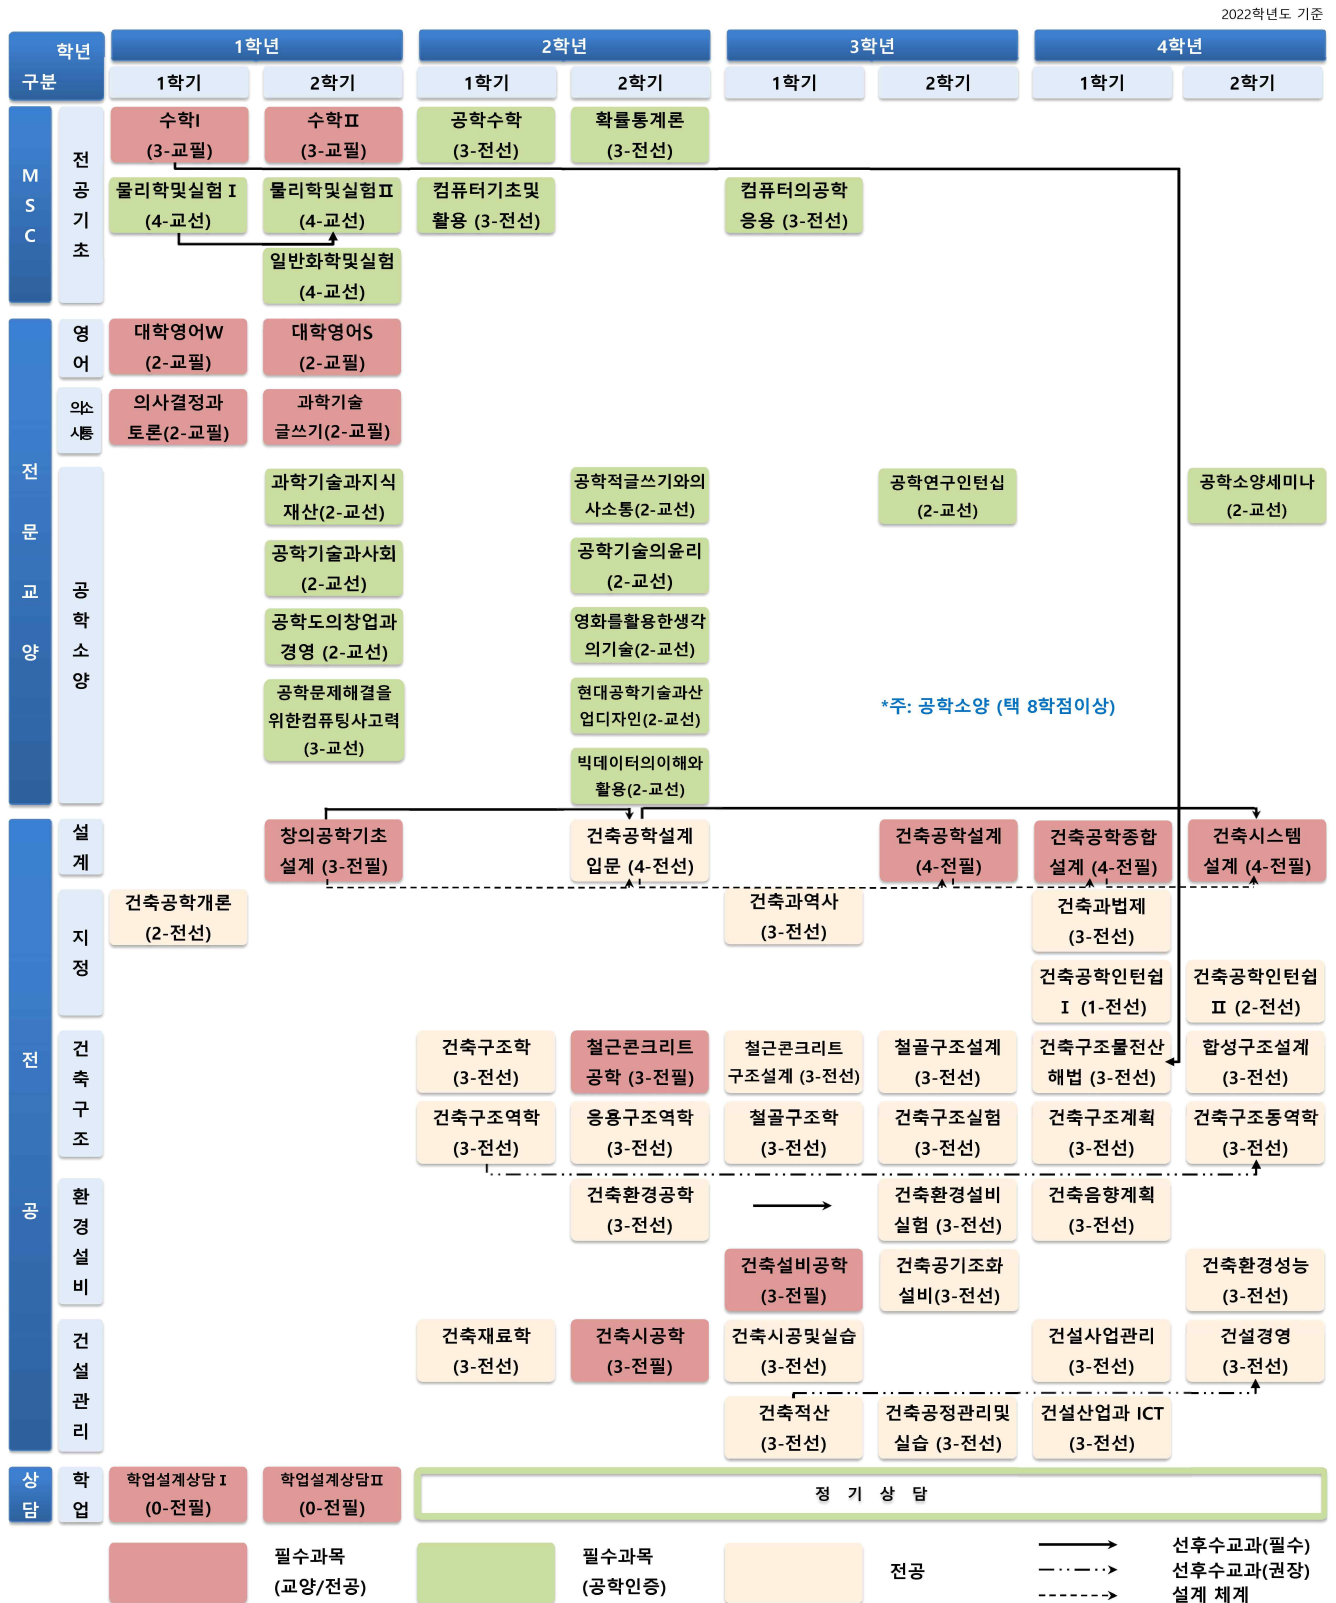 2022학년도 기준
학년
구분
1학년
2학년
3학년
4학년
1학기
2학기
1학기
2학기
1학기
2학기
1학기
2학기
M
S
C
전
공
기
초
수학I
(3-교필)
수학II
(3-교필)
공학수학
(3-전선)
확률통계론
(3-전선)
물리학및실험 I
(4-교선)
물리학및실험II
(4-교선)
컴퓨터기초및
활용 (3-전선)
컴퓨터의공학
응용 (3-전선)
일반화학및실험
(4-교선)
전
문
교
양
영
어
대학영어W
(2-교필)
대학영어S
(2-교필)
의소
사통
의사결정과
토론(2-교필)
과학기술
글쓰기(2-교필)
공
학
소
양
과학기술과지식
재산(2-교선)
공학적글쓰기와의
사소통(2-교선)
공학연구인턴십
(2-교선)
공학소양세미나
(2-교선)
공학기술과사회
(2-교선)
공학기술의윤리
(2-교선)
공학도의창업과
경영 (2-교선)
영화를활용한생각
의기술(2-교선)
공학문제해결을
위한컴퓨팅사고력
(3-교선)
현대공학기술과산
업디자인(2-교선)
*주: 공학소양 (택 8학점이상)
빅데이터의이해와
활용(2-교선)
전
공
설
계
창의공학기초
설계 (3-전필)
건축공학설계
입문 (4-전선)
건축공학설계
(4-전필)
건축공학종합
설계 (4-전필)
건축시스템
설계 (4-전필)
지
정
건축공학개론
(2-전선)
건축과역사
(3-전선)
건축과법제
(3-전선)
건축공학인턴쉽
I (1-전선)
건축공학인턴쉽
II (2-전선)
건
축
구
조
건축구조학
(3-전선)
철근콘크리트
공학 (3-전필)
철근콘크리트
구조설계 (3-전선)
철골구조설계
(3-전선)
건축구조물전산
해법 (3-전선)
합성구조설계
(3-전선)
건축구조역학
(3-전선)
응용구조역학
(3-전선)
철골구조학
(3-전선)
건축구조실험
(3-전선)
건축구조계획
(3-전선)
건축구조동역학
(3-전선)
환
경
설
비
건축환경공학
(3-전선)
건축환경설비
실험 (3-전선)
건축음향계획
(3-전선)
건축설비공학
(3-전필)
건축공기조화
설비(3-전선)
건축환경성능
(3-전선)
건
설
관
리
건축재료학
(3-전선)
건축시공학
(3-전필)
건축시공및실습
(3-전선)
건설사업관리
(3-전선)
건설경영
(3-전선)
건축적산
(3-전선)
건축공정관리및
실습 (3-전선)
건설산업과 ICT
(3-전선)
상
담
학
업
학업설계상담 I
(0-전필)
학업설계상담II
(0-전필)
정 기 상 담
필수과목
(교양/전공)
필수과목
(공학인증)
전공
선후수교과(필수)
선후수교과(권장)
설계 체계